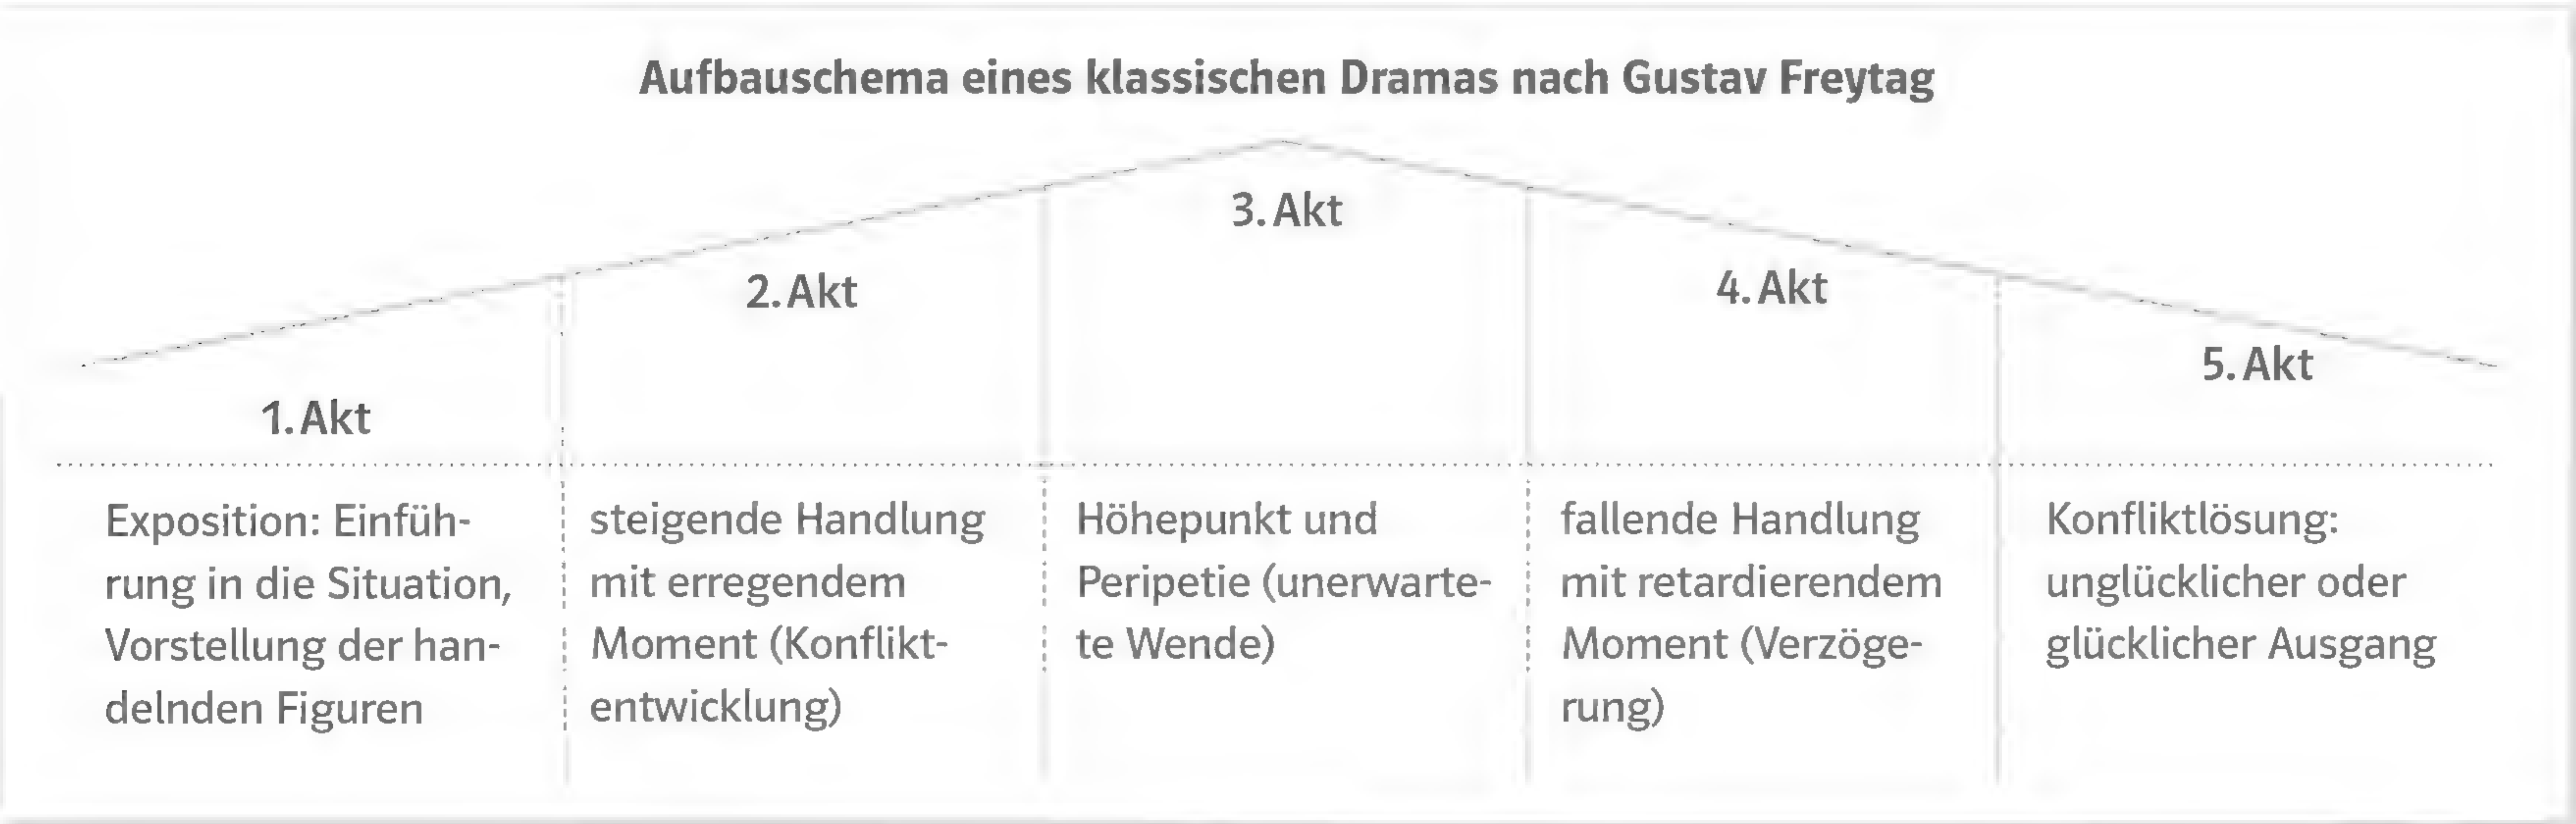 Aufbauschema eines klassischen Dramas nach Gustav Freytag
1. Akt
2. Akt
3. Akt
4. Akt
5. Akt
Exposition: Einfüh-
rung in die Situation,
Vorstellung der han-
delnden Figuren
steigende Handlung
mit erregendem
Moment (Konflikt-
entwicklung)
Höhepunkt und
Peripetie (unerwarte-
te Wende)
fallende Handlung
mit retardierendem
Moment (Verzöge-
rung)
Konfliktlösung:
unglücklicher oder
glücklicher Ausgang